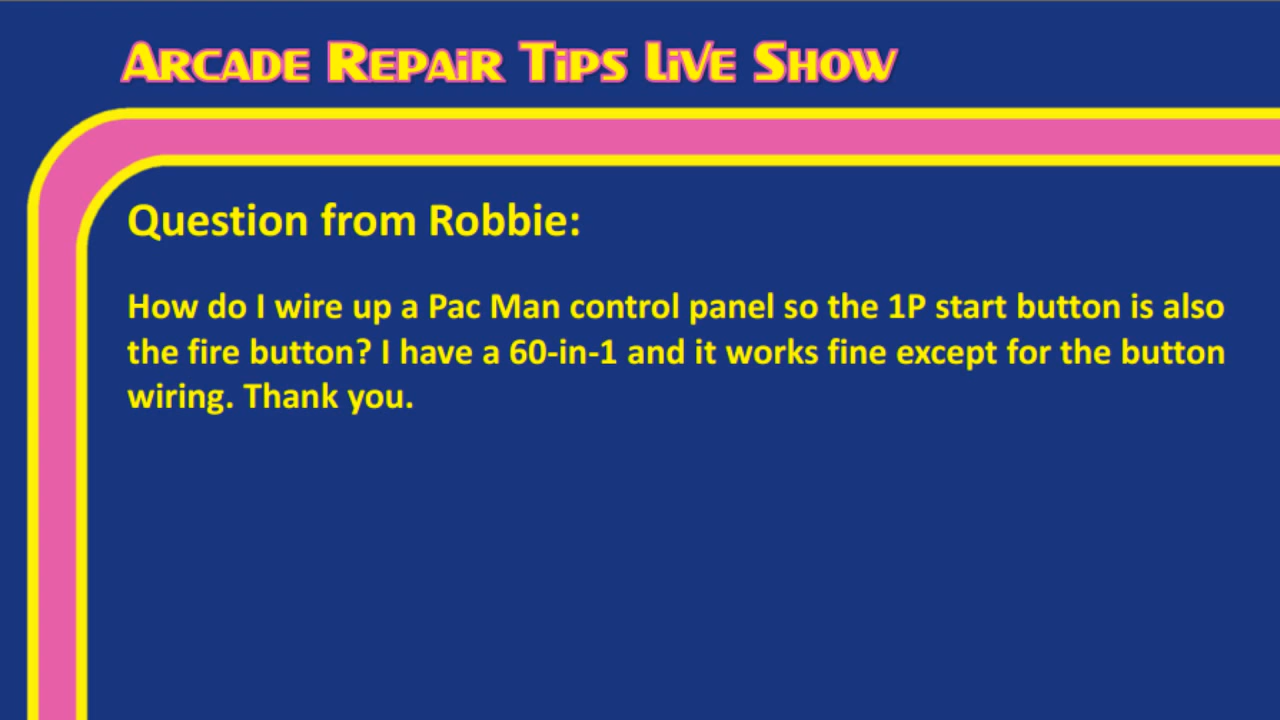 Arcade Repair Tips Live Show
Question from Robbie:
How do I wire up a Pac Man control panel so the 1P start button is also
the fire button? I have a 60-in-1 and it works fine except for the button
wiring. Thank you.